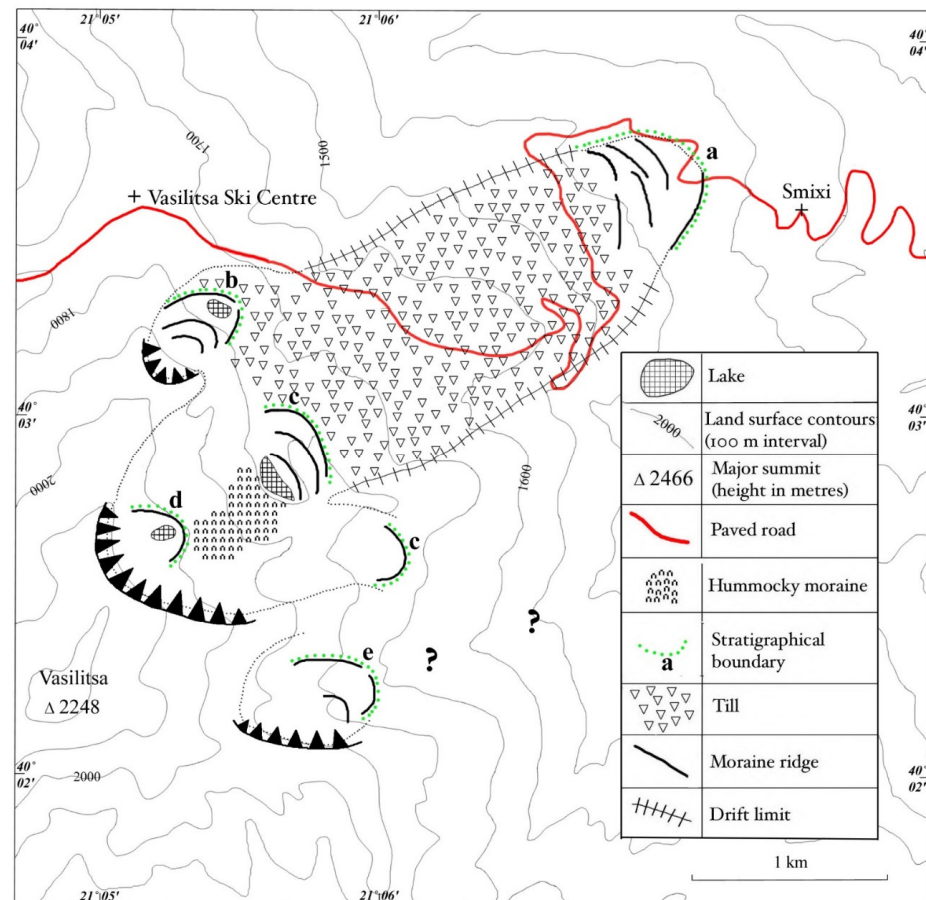 21° 05' 21° 06'
40° 04' 40° 04'
1700
1500
a
Vasilitsa Ski Centre
Smixi
b
1800
40° 03' 40° 03'
c
2000
1600
d
c
e
?
?
Vasilitsa
Δ 2248
2000
40° 02' 40° 02'
21° 05' 21° 06'
Lake
2000
Land surface contours
(100 m interval)
Δ 2466
Major summit
(height in metres)
Paved road
Hummocky moraine
a
Stratigraphical
boundary
Till
Moraine ridge
Drift limit
1 km